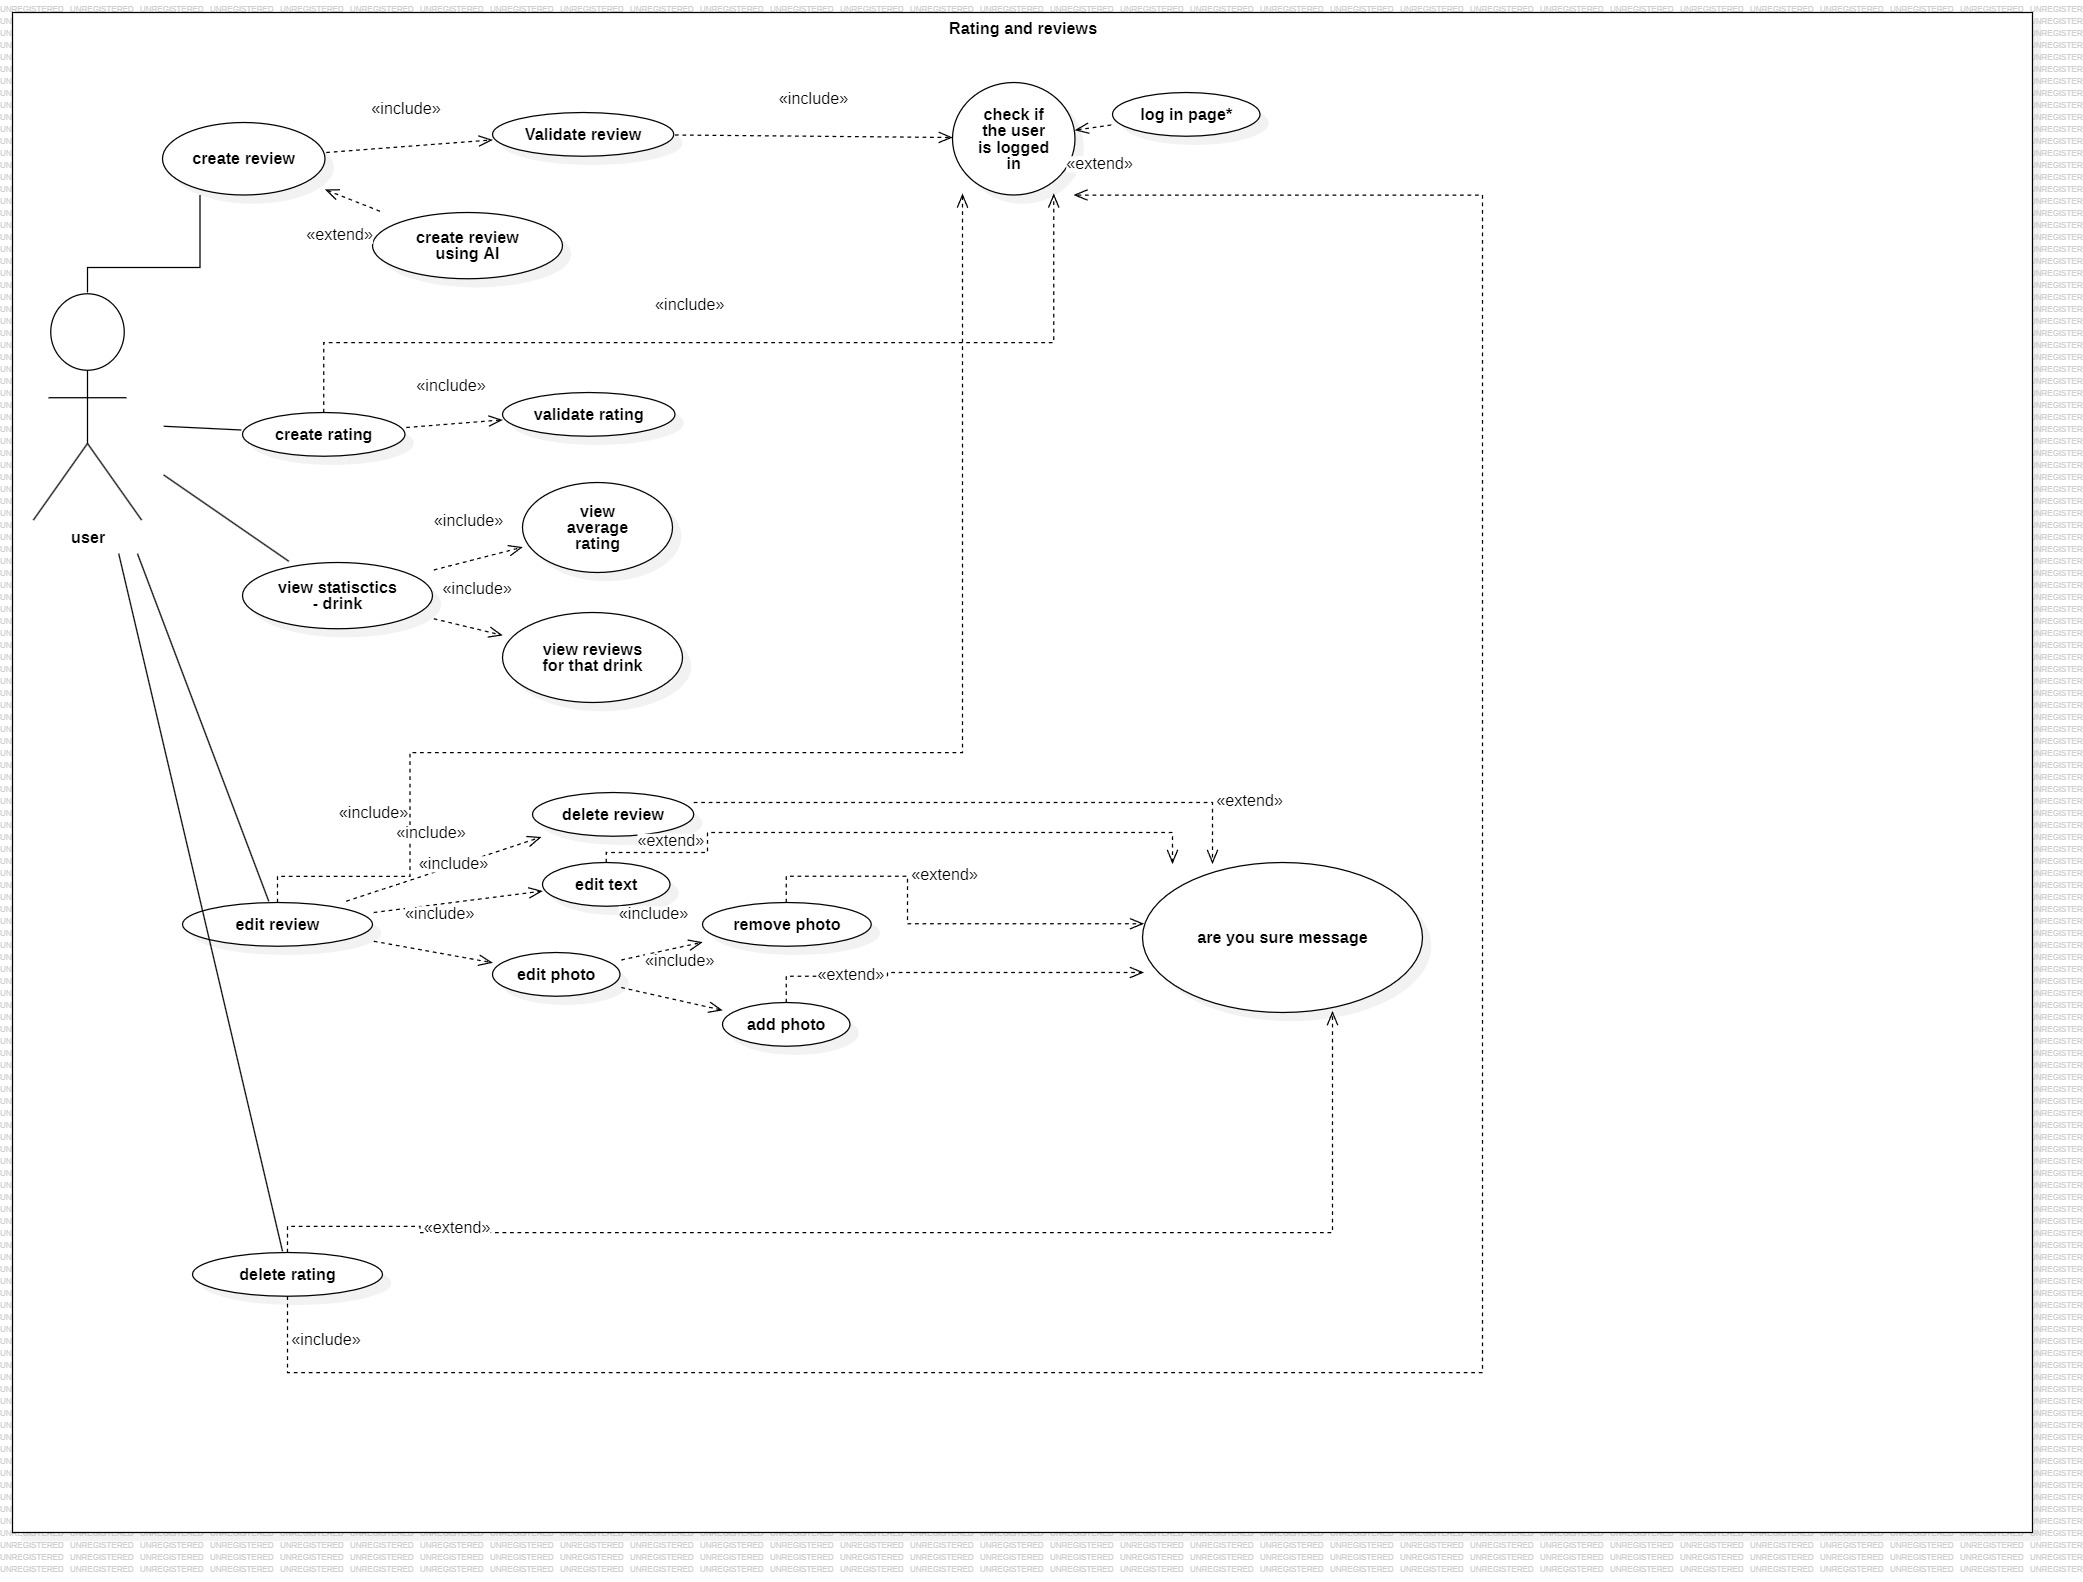 Rating and reviews
«include»
«include»
create review
Validate review
check if
the user
is logged
in
log in page*
«extend»
«extend»
create review
using AI
«include»
«include»
create rating
validate rating
user
«include»
view
average
rating
view statisctics
- drink
«include»
view reviews
for that drink
«include»
«include»
«include»
delete review
«extend»
«extend»
edit text
«include»
edit review
«include»
remove photo
«extend»
are you sure message
edit photo
«include»
«extend»
add photo
«extend»
delete rating
«include»
UNREGISTERED